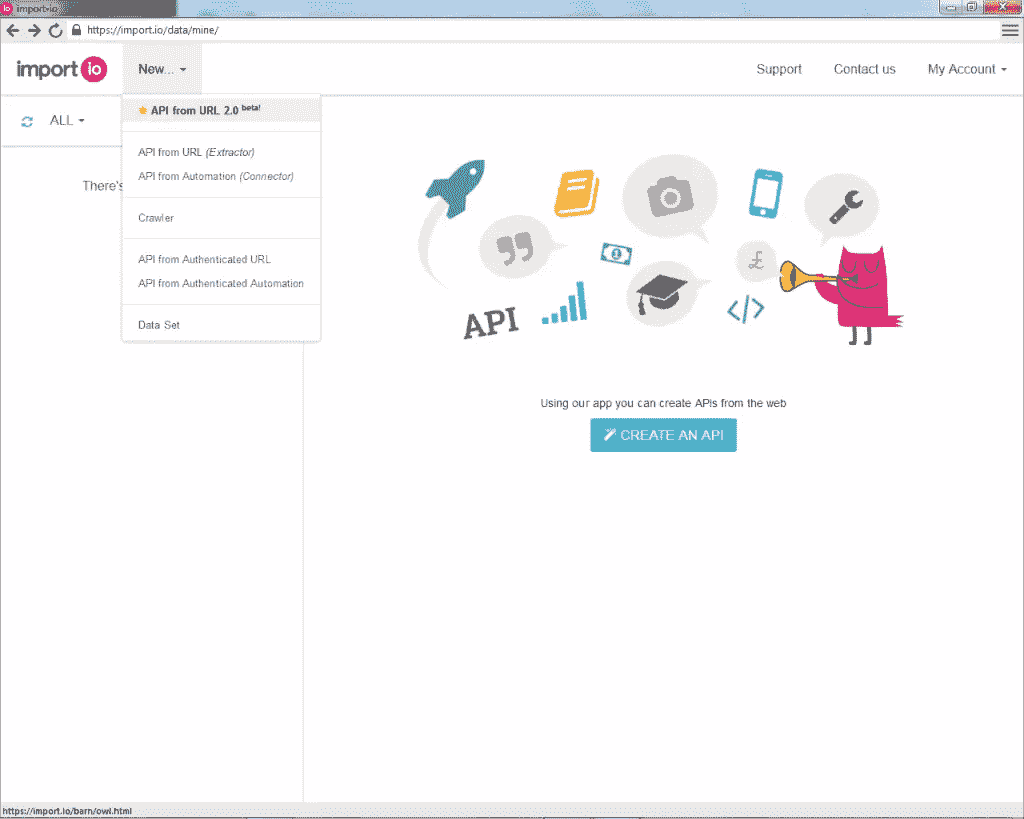 import·io
https://import.io/data/mine/
import io
New...
Support
Contact us
My Account
API from URL 2.0 beta!
ALL
API from URL (Extractor)
API from Automation (Connector)
There's
Crawler
API from Authenticated URL
API from Authenticated Automation
Data Set
£
API
</>
Using our app you can create APIs from the web
CREATE AN API
https://import.io/barn/owl.html